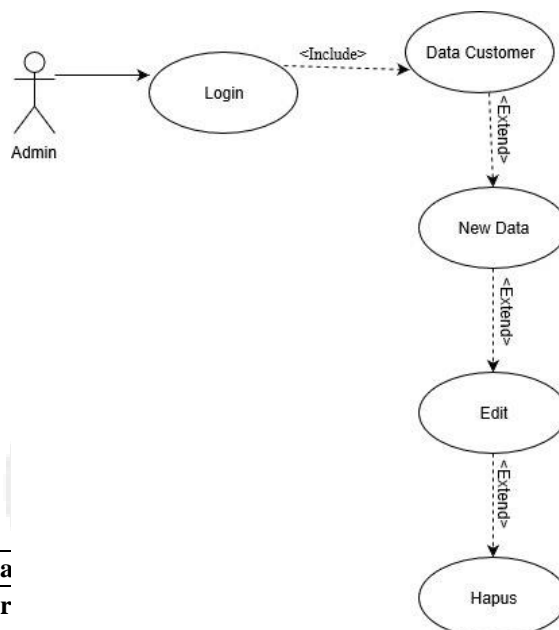 <Include>
Data Customer
Login
Admin
<Extend>
New Data
<Extend>
Edit
<Extend>
Hapus
a
r